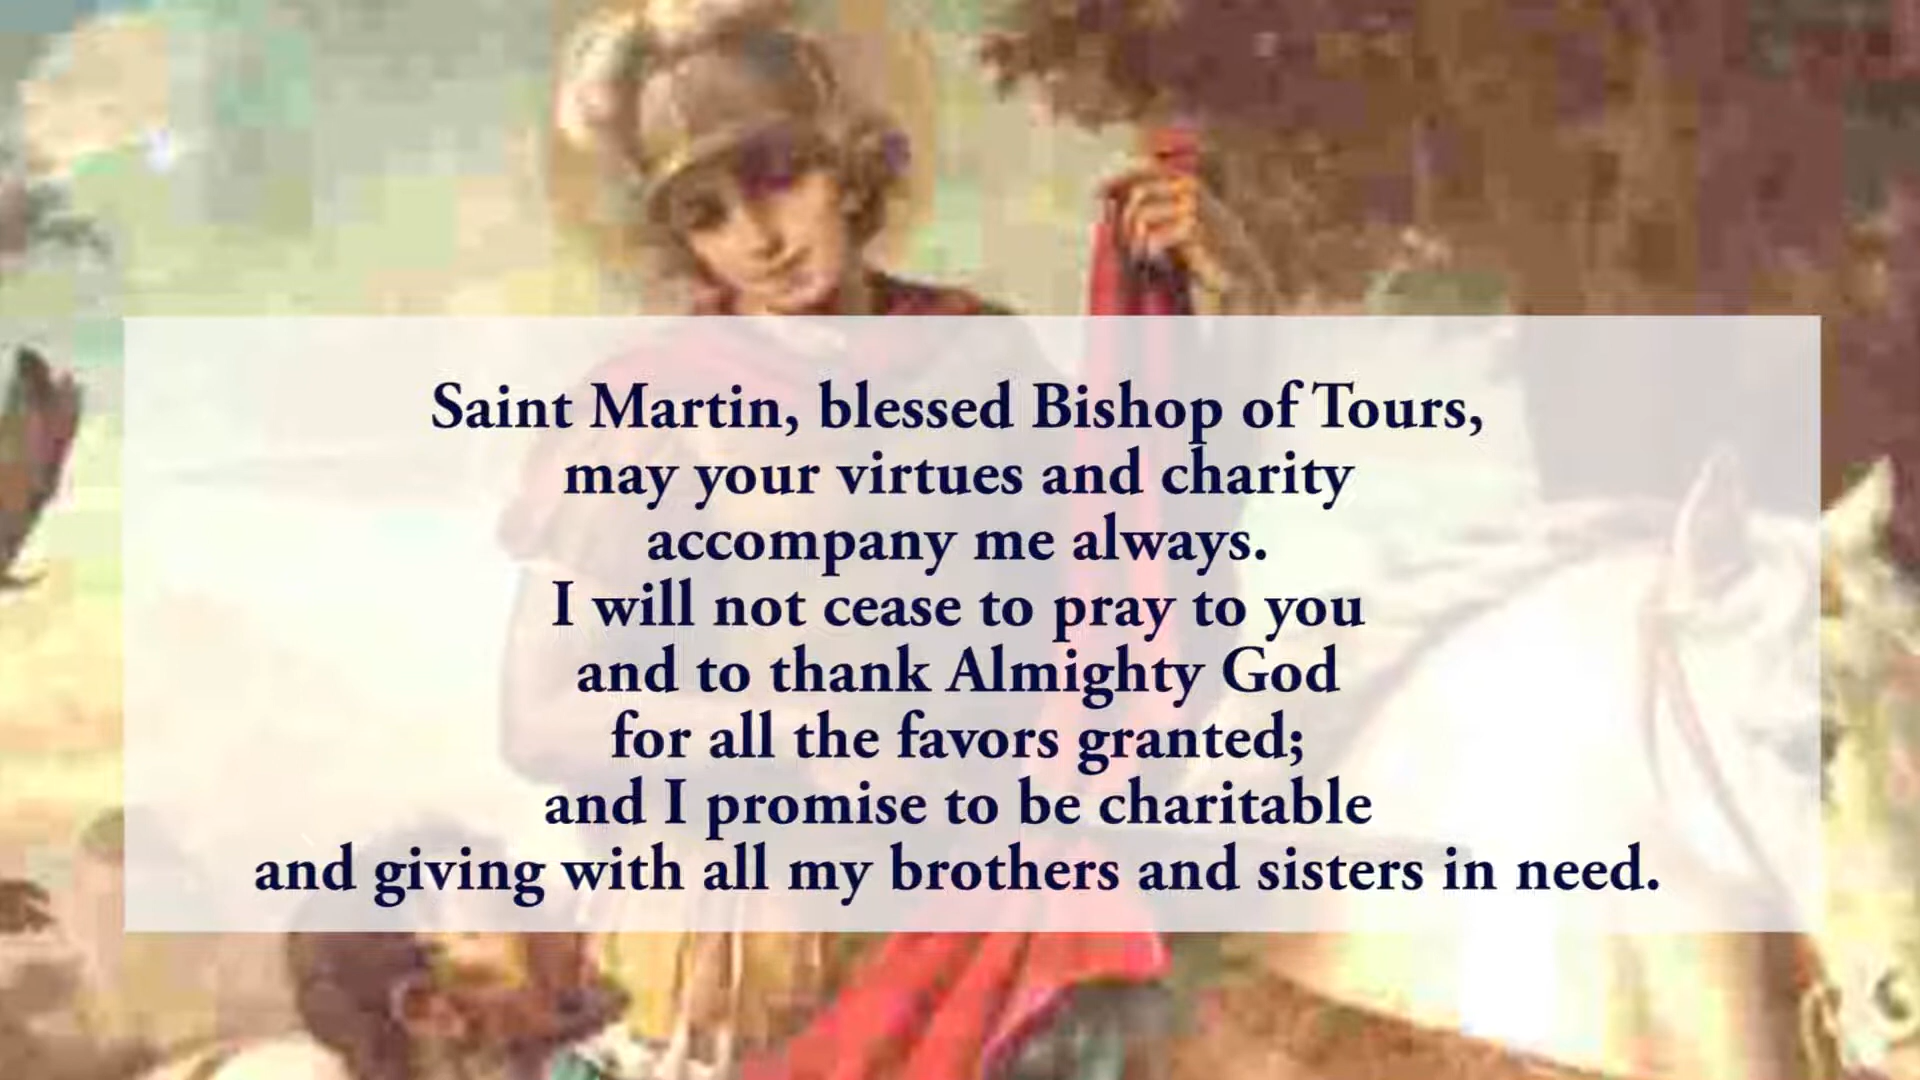 Saint Martin, blessed Bishop of Tours,
may your virtues and charity
accompany me always.
I will not cease to pray to you
and to thank Almighty God
for all the favors granted;
and I promise to be charitable
and giving with all my brothers and sisters in need.